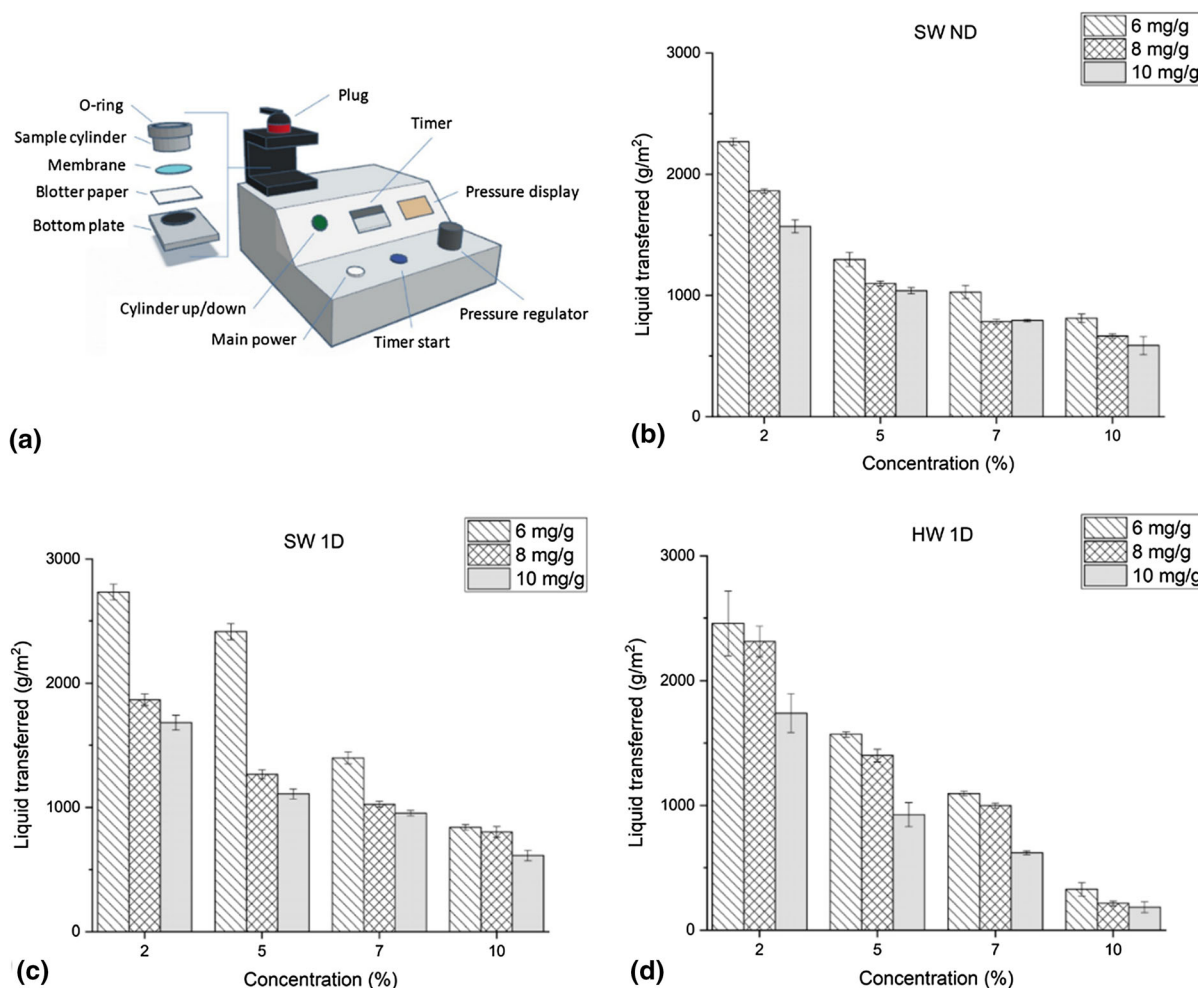 O-ring
Sample cylinder
Membrane
Blotter paper
Bottom plate
Plug
Timer
Pressure display
Cylinder up/down
Main power
Timer start
Pressure regulator
(a)
SW ND
6 mg/g
8 mg/g
10 mg/g
3000
2000
1000
0
Liquid transferred (g/m²)
2 5 7 10
Concentration (%)
(b)
SW 1D
6 mg/g
8 mg/g
10 mg/g
3000
2000
1000
0
Liquid transferred (g/m²)
2 5 7 10
Concentration (%)
(c)
HW 1D
6 mg/g
8 mg/g
10 mg/g
3000
2000
1000
0
Liquid transferred (g/m²)
2 5 7 10
Concentration (%)
(d)